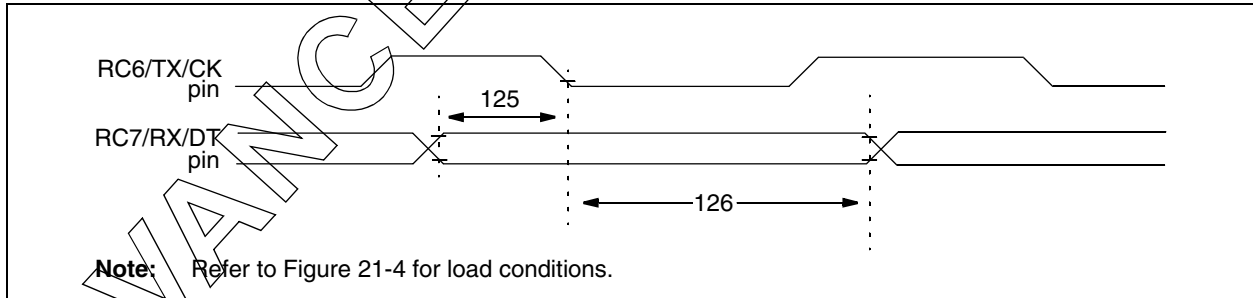 RC6/TX/CK
pin
125
RC7/RX/DT
pin
126
Note: Refer to Figure 21-4 for load conditions.